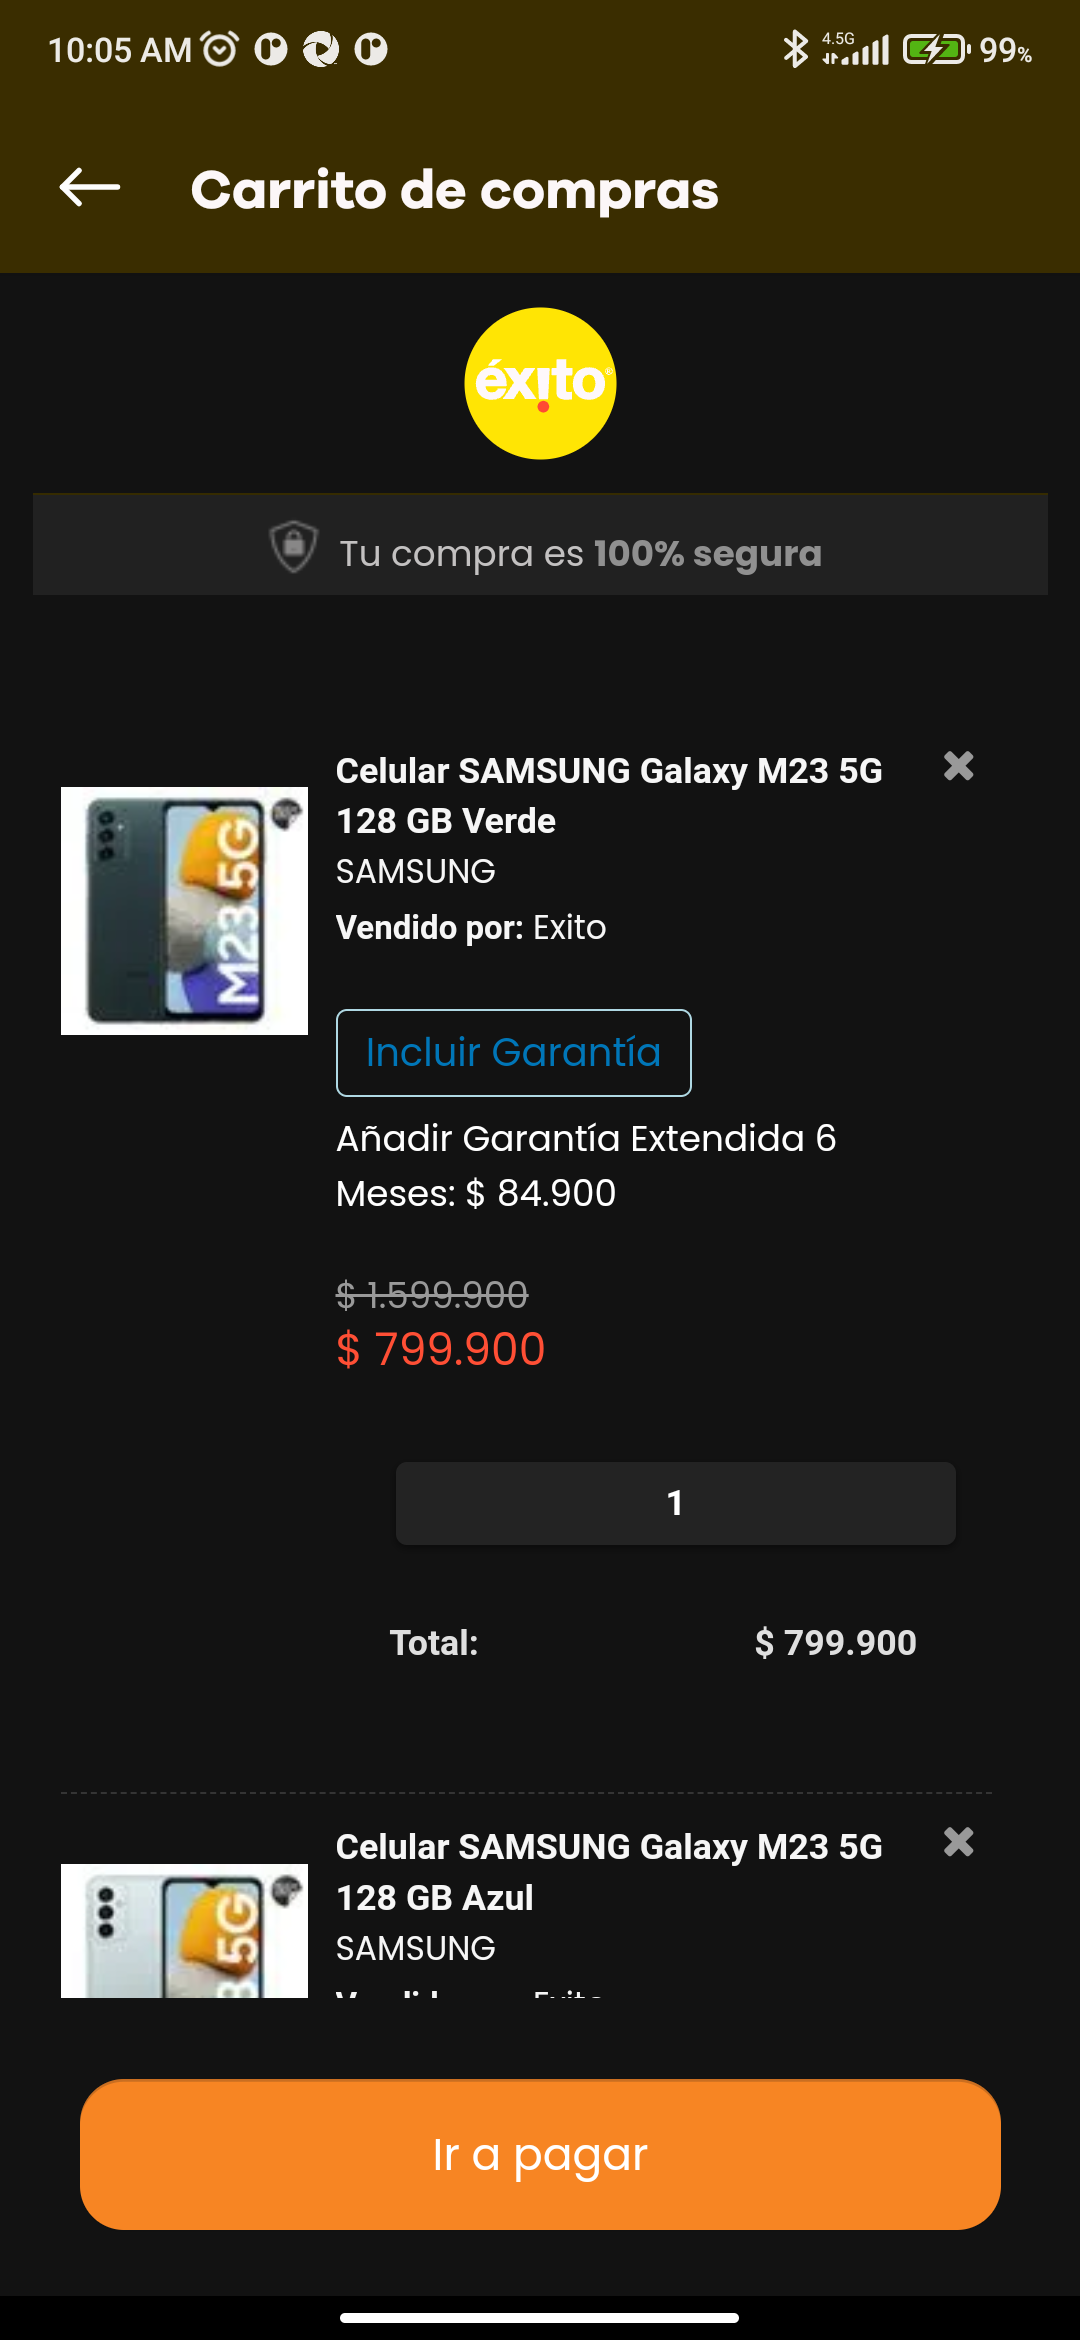 10:05 AM
4.5G
99%
Carrito de compras
éxito
Tu compra es 100% segura
Celular SAMSUNG Galaxy M23 5G
128 GB Verde
SAMSUNG
Vendido por: Exito
M23 5G
Incluir Garantía
Añadir Garantía Extendida 6
Meses: $ 84.900
$ 1.599.900
$ 799.900
1
Total: $ 799.900
Celular SAMSUNG Galaxy M23 5G
128 GB Azul
SAMSUNG
5G
Exito
Ir a pagar